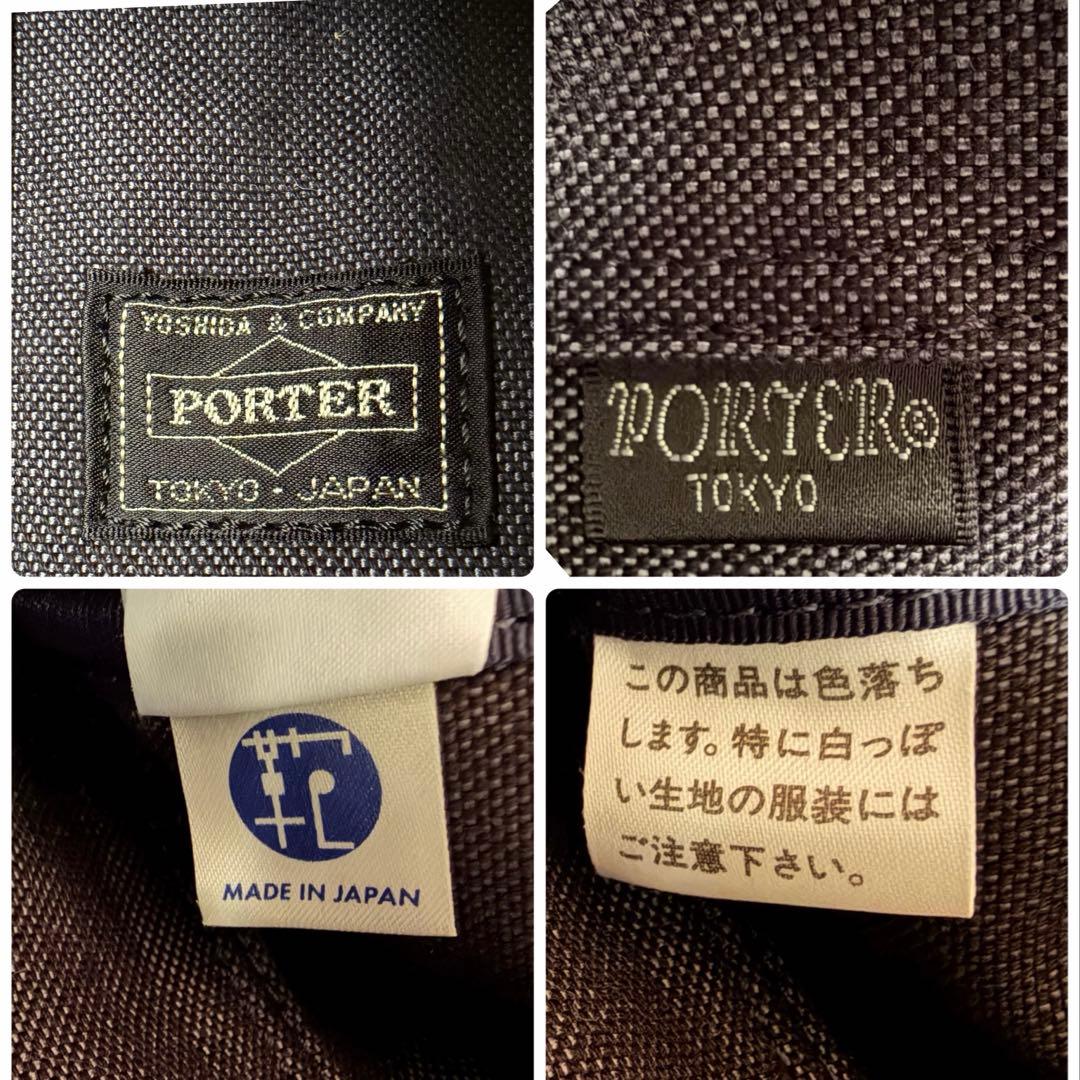 YOSHIDA & COMPANY
PORTER
TOKYO・JAPAN
PORTER®
TOKYO
MADE IN JAPAN
この商品は色落ち
します。特に白っぽ
い生地の服装には
ご注意下さい。